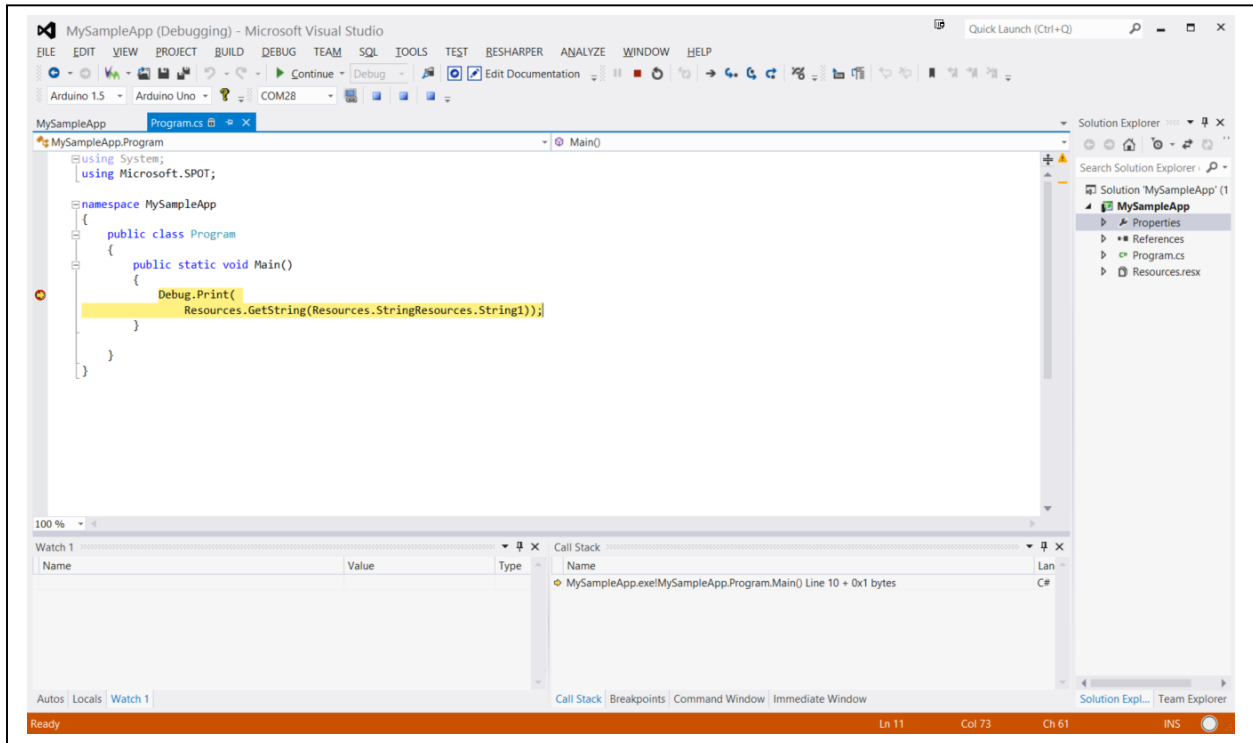 MySampleApp (Debugging) - Microsoft Visual Studio
Quick Launch (Ctrl+Q)
FILE EDIT VIEW PROJECT BUILD DEBUG TEAM SQL TOOLS TEST RESHARPER ANALYZE WINDOW HELP
Continue Debug Edit Documentation
Arduino 1.5 Arduino Uno COM28
MySampleApp Program.cs
Solution Explorer
MySampleApp.Program Main()
Search Solution Explorer
using System;
using Microsoft.SPOT;
namespace MySampleApp
{
public class Program
{
public static void Main()
{
Debug.Print(
Resources.GetString(Resources.StringResources.String1));
}
}
}
Solution 'MySampleApp' (1
MySampleApp
Properties
References
Program.cs
Resources.resx
100 %
Watch 1
Name Value Type
Call Stack
Name Lan
MySampleApp.exe!MySampleApp.Program.Main() Line 10 + 0x1 bytes C#
Autos Locals Watch 1
Call Stack Breakpoints Command Window Immediate Window
Solution Expl... Team Explorer
Ready Ln 11 Col 73 Ch 61 INS